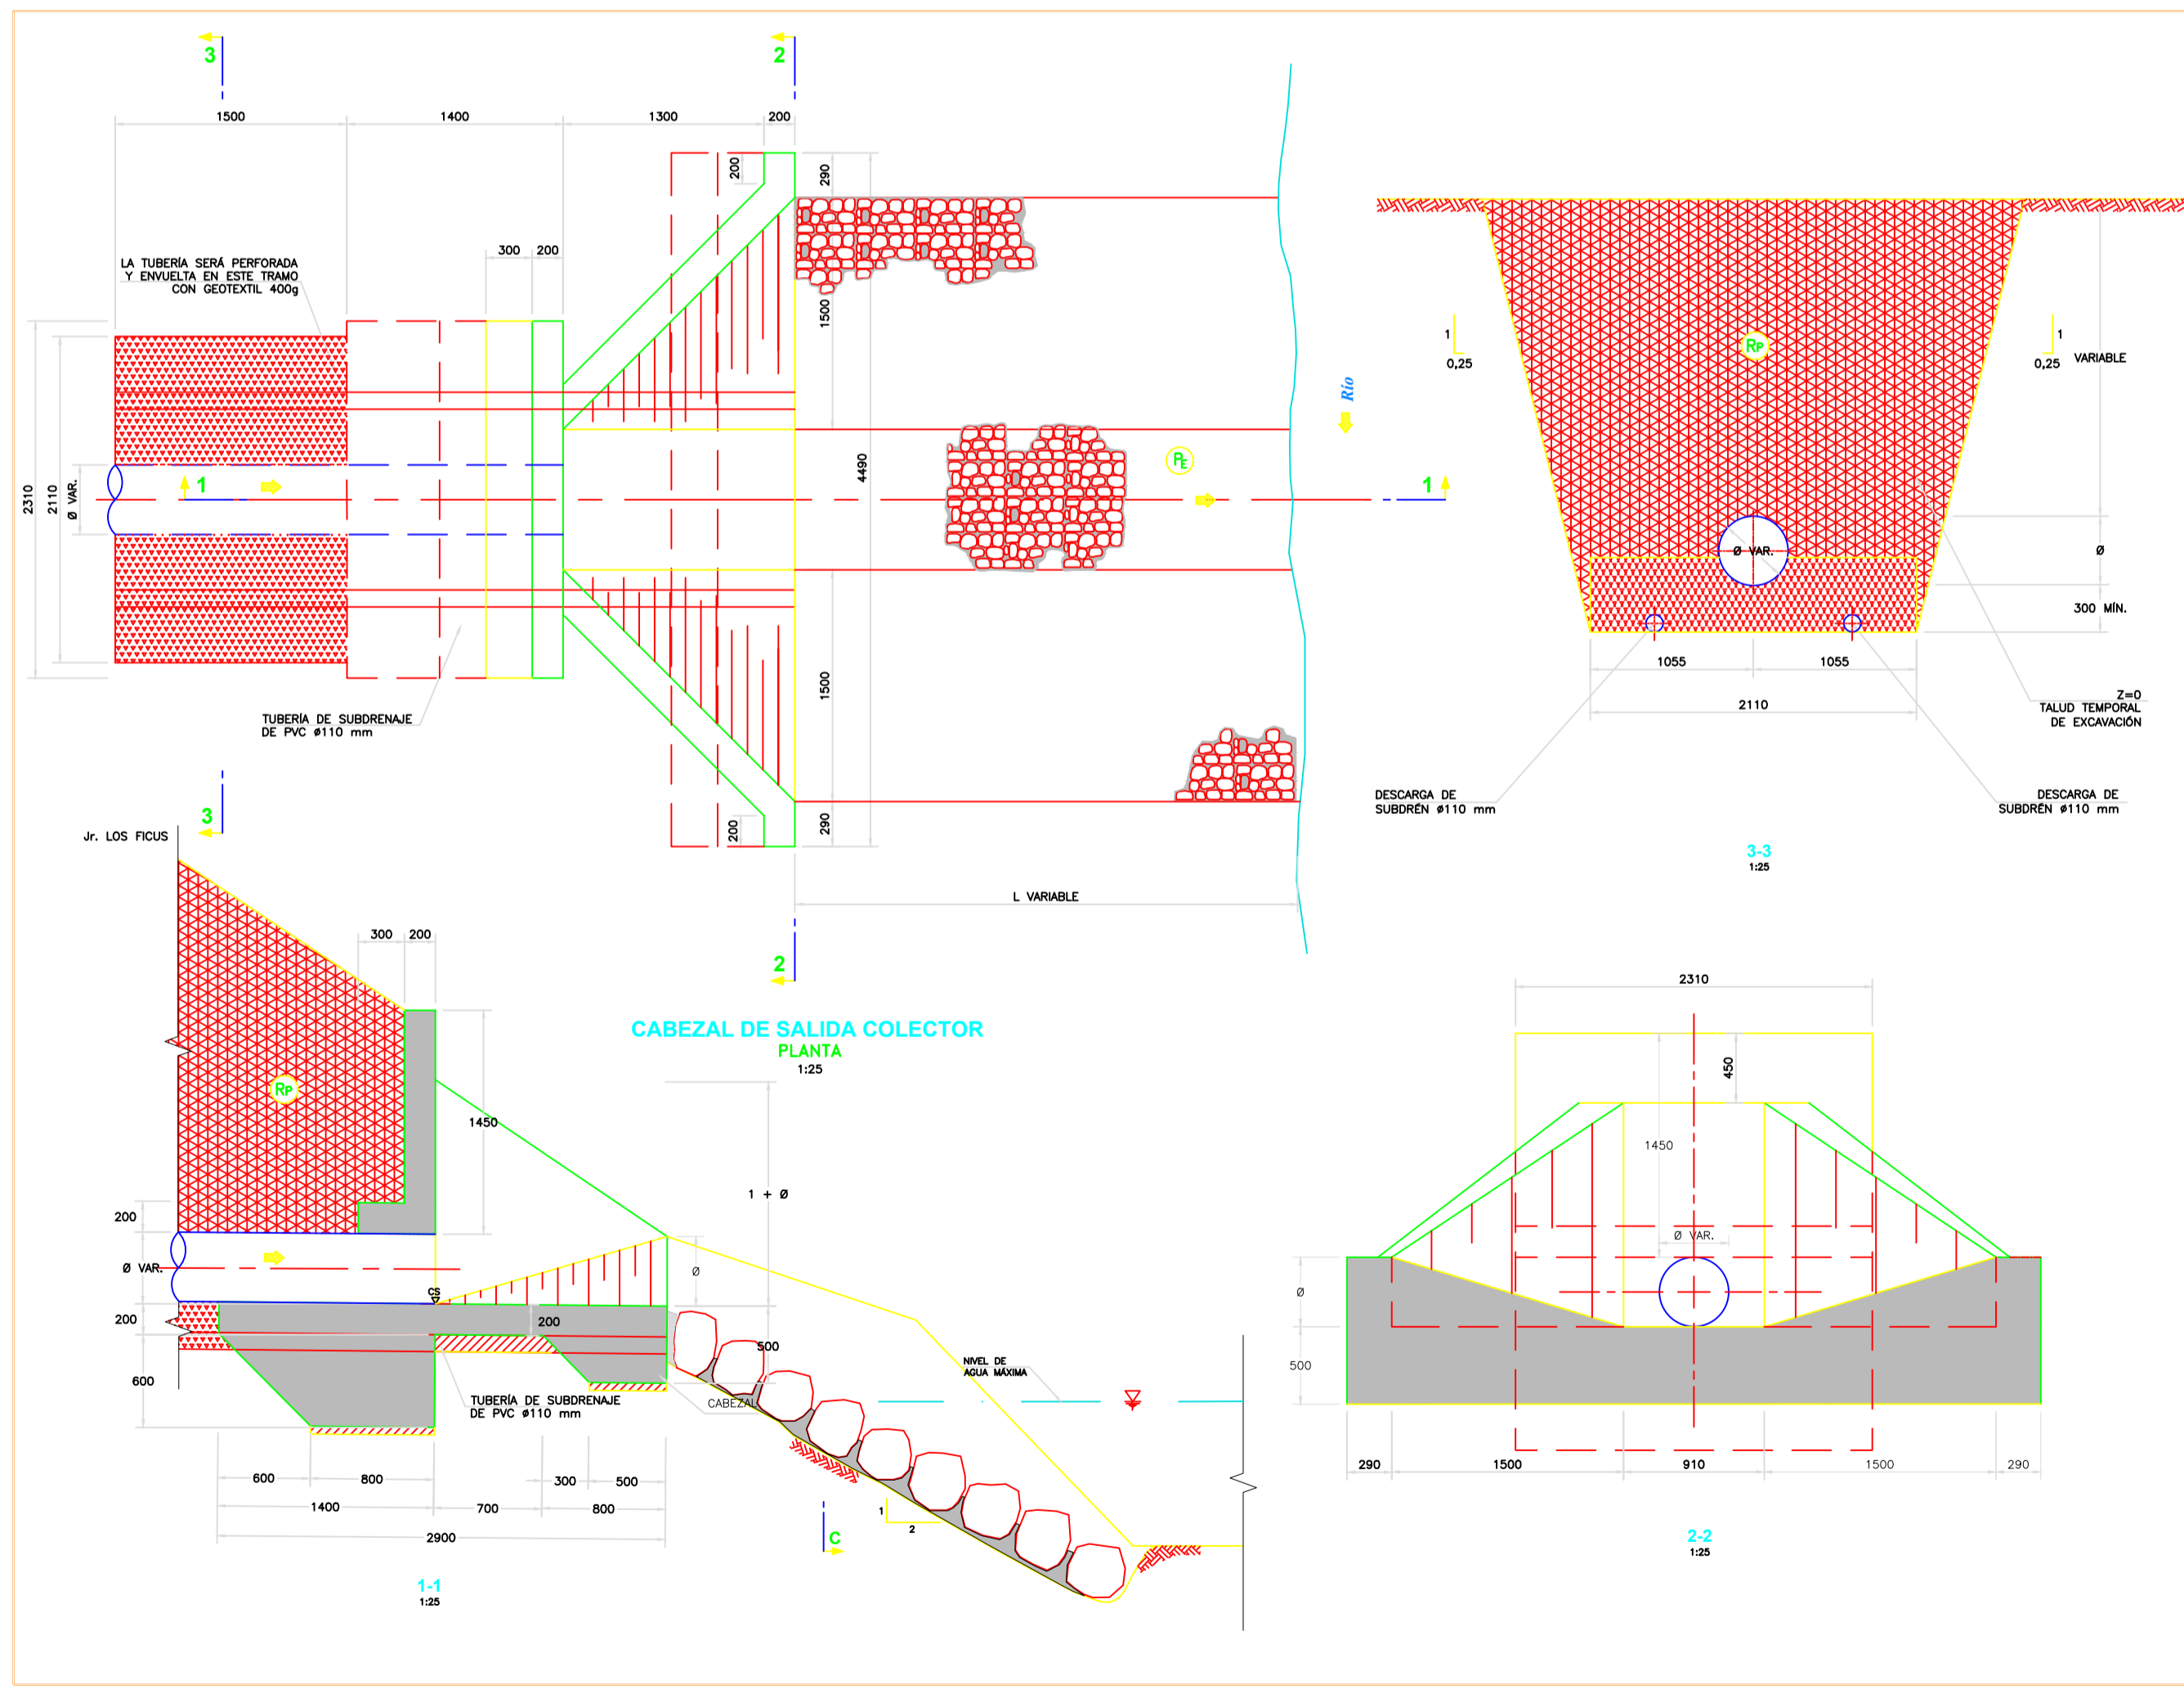 3
2
1500
1400
1300
200
200
290
300
200
LA TUBERÍA SERÁ PERFORADA
Y ENVUELTA EN ESTE TRAMO
CON GEOTEXTIL 400g
1500
2310
2110
Ø VAR.
1
4490
PE
Río
1
1500
TUBERÍA DE SUBDRENAJE
DE PVC Ø110 mm
200
290
3
L VARIABLE
2
CABEZAL DE SALIDA COLECTOR
PLANTA
1:25
RP
1
0,25
1
0,25
VARIABLE
Ø VAR.
Ø
300 MÍN.
1055
1055
2110
Z=0
TALUD TEMPORAL
DE EXCAVACIÓN
DESCARGA DE
SUBDRÉN Ø110 mm
DESCARGA DE
SUBDRÉN Ø110 mm
3-3
1:25
Jr. LOS FICUS
300
200
RP
1450
1 + Ø
200
Ø VAR.
CS
Ø
200
200
500
600
TUBERÍA DE SUBDRENAJE
DE PVC Ø110 mm
CABEZAL
NIVEL DE
AGUA MÁXIMA
600
800
300
500
1400
700
800
2900
1
2
C
1-1
1:25
2310
450
1450
Ø VAR.
Ø
500
290
1500
910
1500
290
2-2
1:25